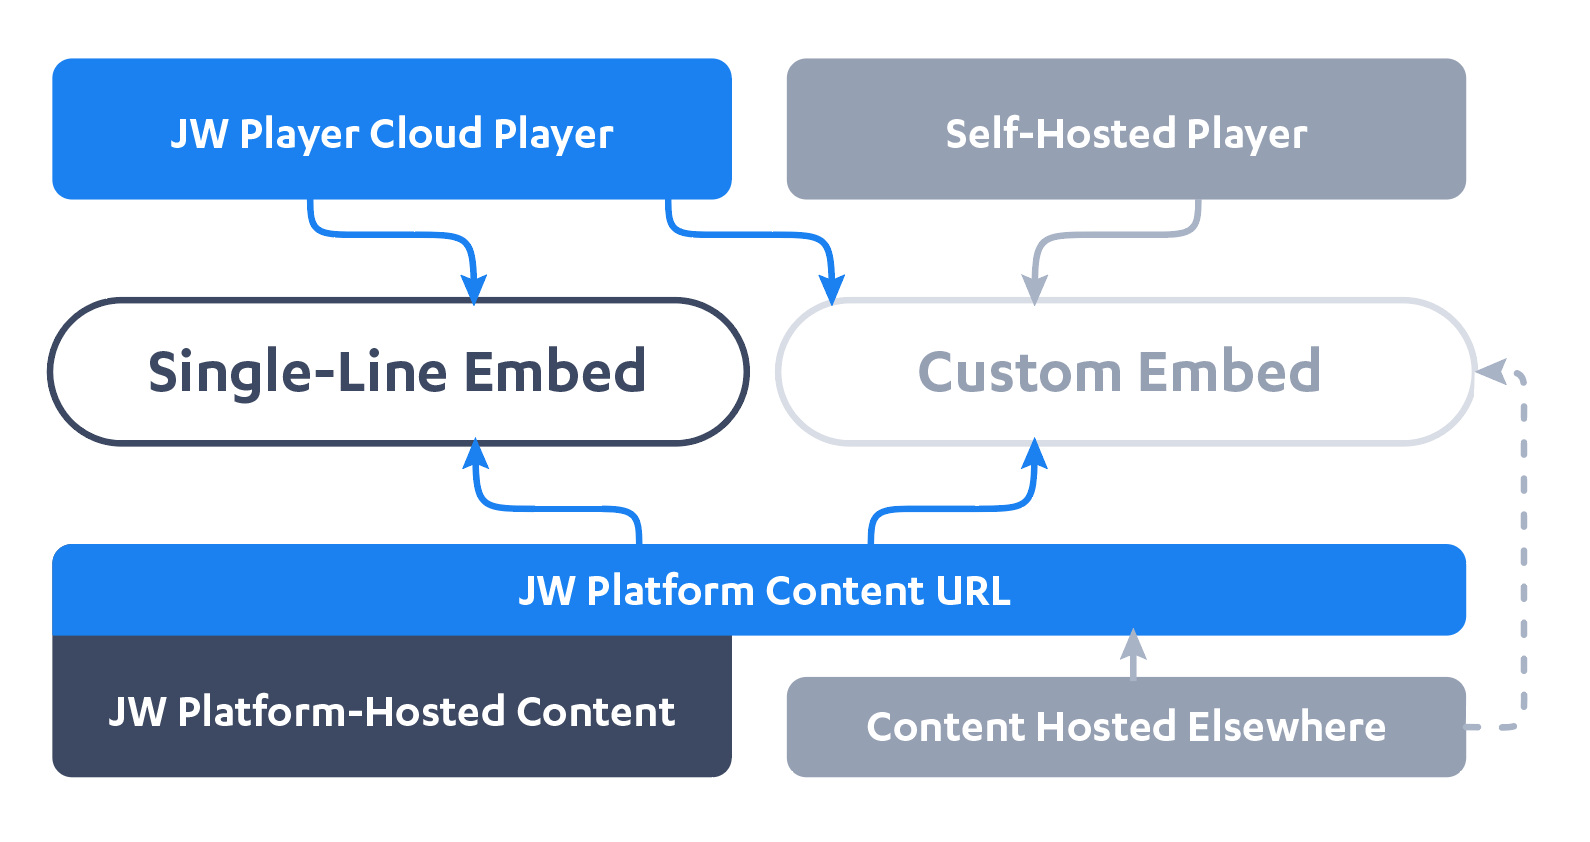 JW Player Cloud Player
Self-Hosted Player
Single-Line Embed
Custom Embed
JW Platform Content URL
JW Platform-Hosted Content
Content Hosted Elsewhere